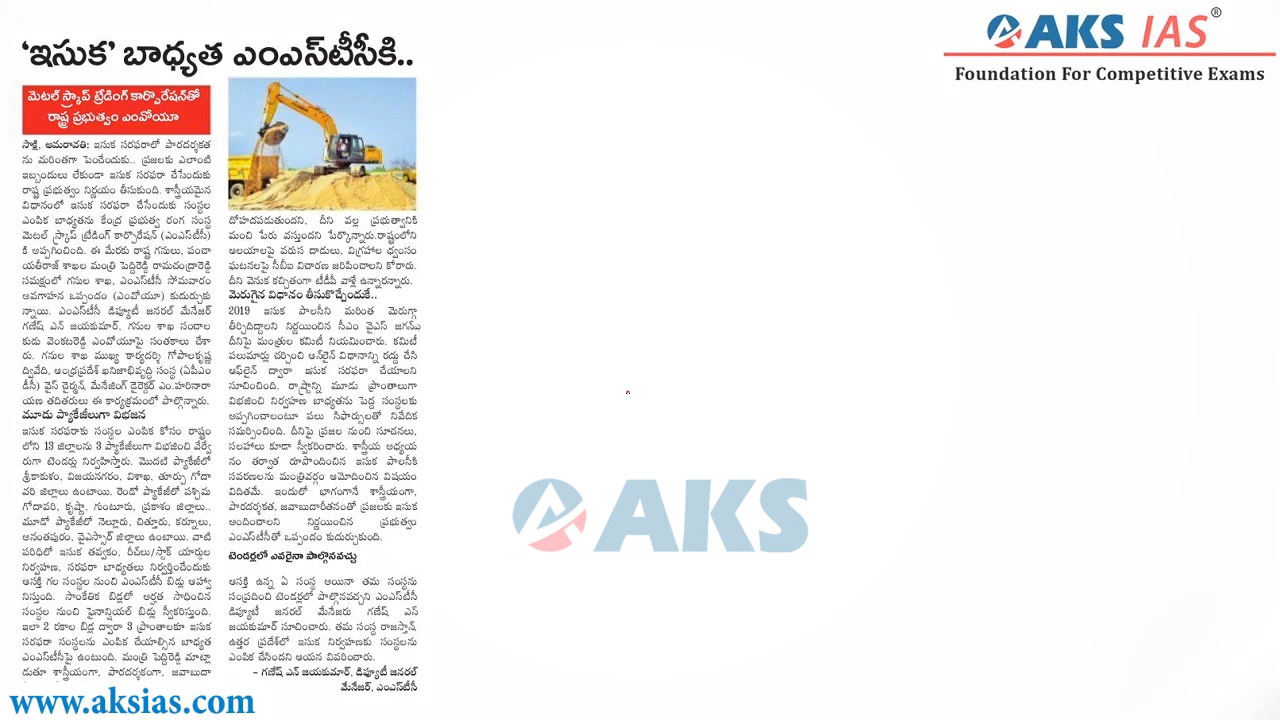 ‘ఇసుక’ బాధ్యత ఎంఎస్‌టీసీకి..
మెటల్ స్క్రాప్ ట్రేడింగ్ కార్పొరేషన్‌తో
రాష్ట్ర ప్రభుత్వం ఎంవోయూ
సాక్షి, అమరావతి: ఇసుక సరఫరాలో పారదర్శకత
ను మరింతగా పెంచేందుకు.. ప్రజలకు ఎలాంటి
ఇబ్బందులు లేకుండా ఇసుక సరఫరా చేసేందుకు
రాష్ట్ర ప్రభుత్వం నిర్ణయం తీసుకుంది. శాస్త్రీయమైన
విధానంలో ఇసుక సరఫరా చేసేందుకు సంస్థల
ఎంపిక బాధ్యతను కేంద్ర ప్రభుత్వ రంగ సంస్థ
మెటల్ స్క్రాప్ ట్రేడింగ్ కార్పొరేషన్ (ఎంఎస్‌టీసీ)
కి అప్పగించింది. ఈ మేరకు రాష్ట్ర గనులు, పంచా
యతీరాజ్ శాఖల మంత్రి పెద్దిరెడ్డి రామచంద్రారెడ్డి
సమక్షంలో గనుల శాఖ, ఎంఎస్‌టీసీ సోమవారం
అవగాహన ఒప్పందం (ఎంవోయూ) కుదుర్చుకు
న్నాయి. ఎంఎస్‌టీసీ డిప్యూటీ జనరల్ మేనేజర్
గణేష్ ఎన్ జయకుమార్, గనుల శాఖ సంచాల
కుడు వెంకటరెడ్డి ఎంవోయూపై సంతకాలు చేశా
రు. గనుల శాఖ ముఖ్య కార్యదర్శి గోపాలకృష్ణ
ద్వివేది, ఆంధ్రప్రదేశ్ ఖనిజాభివృద్ధి సంస్థ (ఏపీఎం
డీసీ) వైస్ చైర్మన్, మేనేజింగ్ డైరెక్టర్ ఎం.హరినారా
యణ తదితరులు ఈ కార్యక్రమంలో పాల్గొన్నారు.
మూడు ప్యాకేజీలుగా విభజన
ఇసుక సరఫరాకు సంస్థల ఎంపిక కోసం రాష్ట్రం
లోని 13 జిల్లాలను 3 ప్యాకేజీలుగా విభజించి వేర్వే
రుగా టెండర్లు నిర్వహిస్తారు. మొదటి ప్యాకేజీలో
శ్రీకాకుళం, విజయనగరం, విశాఖ, తూర్పు గోదా
వరి జిల్లాలు ఉంటాయి. రెండో ప్యాకేజీలో పశ్చిమ
గోదావరి, కృష్ణా, గుంటూరు, ప్రకాశం జిల్లాలు..
మూడో ప్యాకేజీలో నెల్లూరు, చిత్తూరు, కర్నూలు,
అనంతపురం, వైఎస్సార్ జిల్లాలు ఉంటాయి. వాటి
పరిధిలో ఇసుక తవ్వకం, రీచ్‌లు/స్టాక్ యార్డుల
నిర్వహణ, సరఫరా బాధ్యతలు నిర్వర్తించేందుకు
ఆసక్తి గల సంస్థల నుంచి ఎంఎస్‌టీసీ బిడ్లు ఆహ్వా
నిస్తుంది. సాంకేతిక బిడ్లలో అర్హత సాధించిన
సంస్థల నుంచి ఫైనాన్షియల్ బిడ్లు స్వీకరిస్తుంది.
ఇలా 2 రకాల బిడ్ల ద్వారా 3 ప్రాంతాలకూ ఇసుక
సరఫరా సంస్థలను ఎంపిక చేయాల్సిన బాధ్యత
ఎంఎస్‌టీసీపై ఉంటుంది. మంత్రి పెద్దిరెడ్డి మాట్లా
డుతూ శాస్త్రీయంగా, పారదర్శకంగా, జవాబుదా
దోహదపడుతుందని, దీని వల్ల ప్రభుత్వానికి
మంచి పేరు వస్తుందని పేర్కొన్నారు.రాష్ట్రంలోని
ఆలయాలపై వరుస దాడులు, విగ్రహాల ధ్వంసం
ఘటనలపై సీబీఐ విచారణ జరిపించాలని కోరారు.
దీని వెనుక కచ్చితంగా టీడీపీ వాళ్లే ఉన్నారన్నారు.
మెరుగైన విధానం తీసుకొచ్చేందుకే..
2019 ఇసుక పాలసీని మరింత మెరుగ్గా
తీర్చిదిద్దాలని నిర్ణయించిన సీఎం వైఎస్ జగన్
దీనిపై మంత్రుల కమిటీ నియమించారు. కమిటీ
పలుమార్లు చర్చించి ఆన్‌లైన్ విధానాన్ని రద్దు చేసి
ఆఫ్‌లైన్ ద్వారా ఇసుక సరఫరా చేయాలని
సూచించింది. రాష్ట్రాన్ని మూడు ప్రాంతాలుగా
విభజించి నిర్వహణ బాధ్యతను పెద్ద సంస్థలకు
అప్పగించాలంటూ పలు సిఫార్సులతో నివేదిక
సమర్పించింది. దీనిపై ప్రజల నుంచి సూచనలు,
సలహాలు కూడా స్వీకరించారు. శాస్త్రీయ అధ్యయ
నం తర్వాత రూపొందించిన ఇసుక పాలసీకి
సవరణలను మంత్రివర్గం ఆమోదించిన విషయం
విదితమే. ఇందులో భాగంగానే శాస్త్రీయంగా,
పారదర్శకత, జవాబుదారీతనంతో ప్రజలకు ఇసుక
అందించాలని నిర్ణయించిన ప్రభుత్వం
ఎంఎస్‌టీసీతో ఒప్పందం కుదుర్చుకుంది.
టెండర్లలో ఎవరైనా పాల్గొనవచ్చు
ఆసక్తి ఉన్న ఏ సంస్థ అయినా తమ సంస్థను
సంప్రదించి టెండర్లలో పాల్గొనవచ్చని ఎంఎస్‌టీసీ
డిప్యూటీ జనరల్ మేనేజరు గణేష్ ఎన్
జయకుమార్ సూచించారు. తమ సంస్థ రాజస్తాన్,
ఉత్తర ప్రదేశ్‌లో ఇసుక నిర్వహణకు సంస్థలను
ఎంపిక చేసిందని ఆయన వివరించారు.
– గణేష్ ఎన్ జయకుమార్, డిప్యూటీ జనరల్
మేనేజర్, ఎంఎస్‌టీసీ
AKS IAS®
Foundation For Competitive Exams
AKS
www.aksias.com